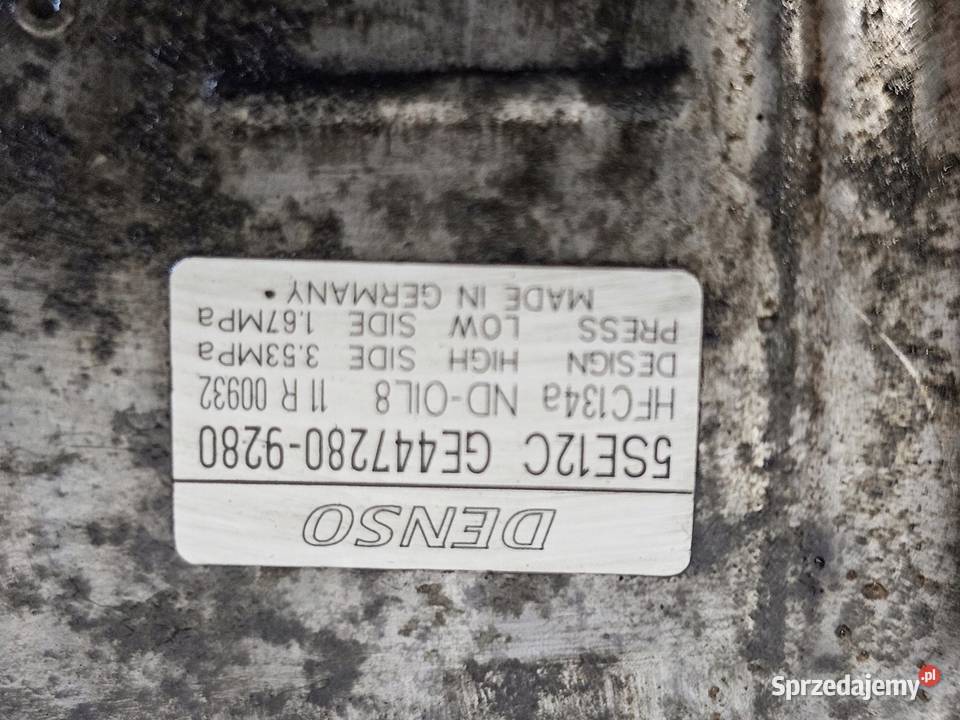 DENSO
5SE12C GE447280-9280
HFC134a ND-OIL8 11 R 00932
DESIGN HIGH SIDE 3.53MPa
PRESS LOW SIDE 1.67MPa
MADE IN GERMANY
Sprzedajemy.pl